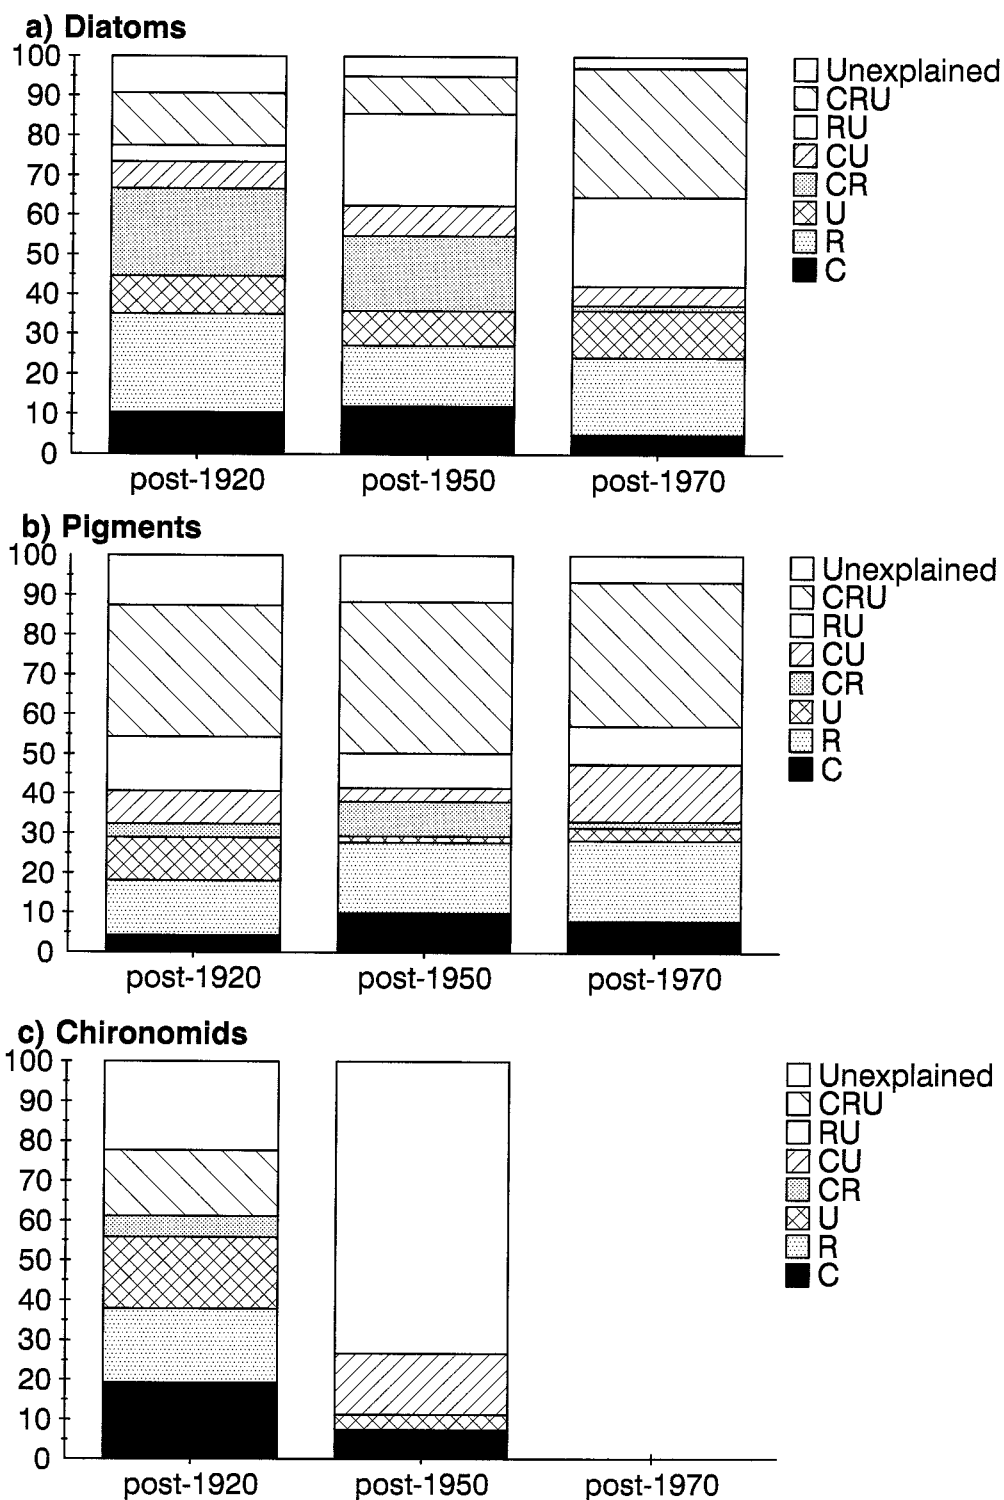 a) Diatoms
100
90
80
70
60
50
40
30
20
10
0
post-1920
post-1950
post-1970
Unexplained
CRU
RU
CU
CR
U
R
C
b) Pigments
100
90
80
70
60
50
40
30
20
10
0
post-1920
post-1950
post-1970
Unexplained
CRU
RU
CU
CR
U
R
C
c) Chironomids
100
90
80
70
60
50
40
30
20
10
0
post-1920
post-1950
post-1970
Unexplained
CRU
RU
CU
CR
U
R
C